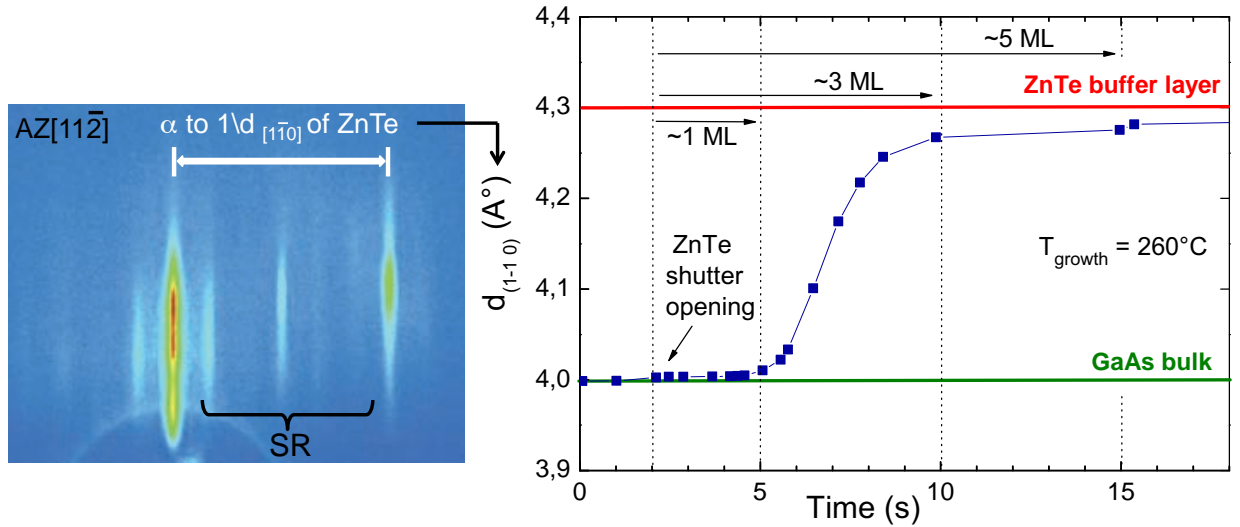 AZ[112̄]
α to 1\d [11̄0] of ZnTe
SR
d(1-1 0) (A°)
4,4
4,3
4,2
4,1
4,0
3,9
~5 ML
ZnTe buffer layer
~3 ML
~1 ML
ZnTe
shutter
opening
Tgrowth = 260°C
GaAs bulk
0
5
10
15
Time (s)